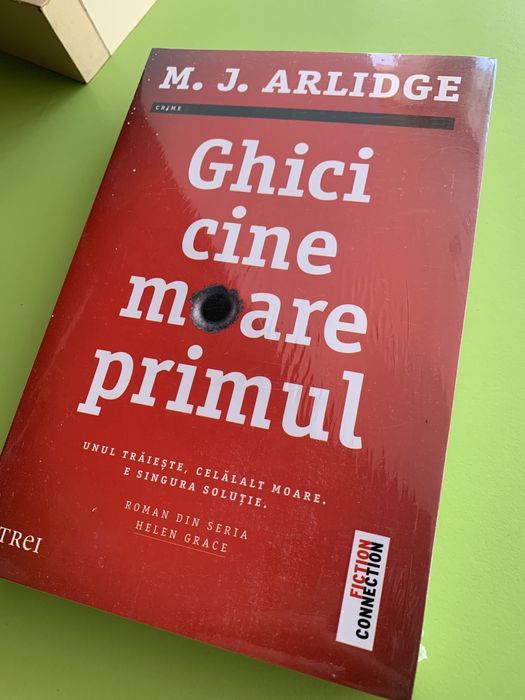 M. J. ARLIDGE
CRIME
Ghici
cine
moare
primul
UNUL TRĂIEȘTE, CELĂLALT MOARE.
E SINGURA SOLUȚIE.
ROMAN DIN SERIA
HELEN GRACE
TREI
FICTION
CONNECTION